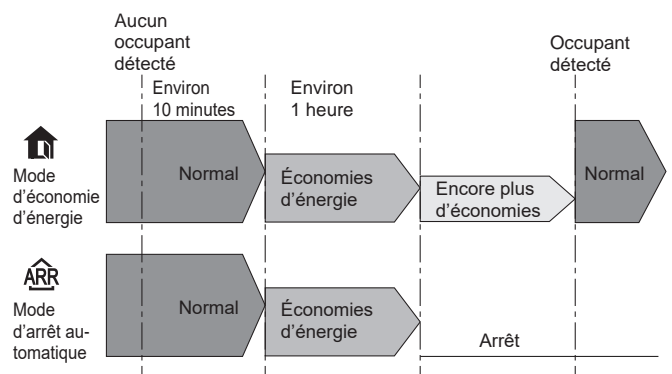 Aucun
occupant
détecté
Occupant
détecté
Environ
10 minutes
Environ
1 heure
Mode
d'économie
d'énergie
Normal
Économies
d'énergie
Encore plus
d'économies
Normal
ARR
Mode
d'arrêt au-
tomatique
Normal
Économies
d'énergie
Arrêt